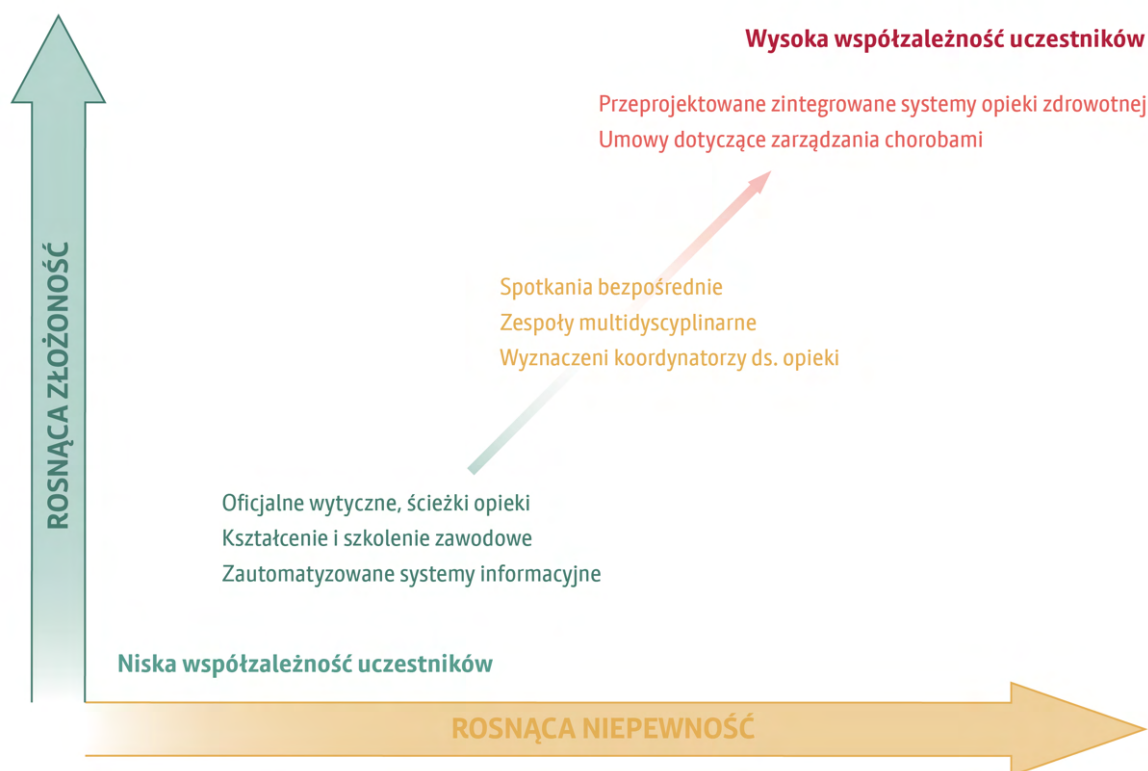 Wysoka współzależność uczestników
Przeprojektowane zintegrowane systemy opieki zdrowotnej
Umowy dotyczące zarządzania chorobami
Spotkania bezpośrednie
Zespoły multidyscyplinarne
Wyznaczeni koordynatorzy ds. opieki
ROSNĄCA ZŁOŻONOŚĆ
Oficjalne wytyczne, ścieżki opieki
Kształcenie i szkolenie zawodowe
Zautomatyzowane systemy informacyjne
Niska współzależność uczestników
ROSNĄCA NIEPEWNOŚĆ